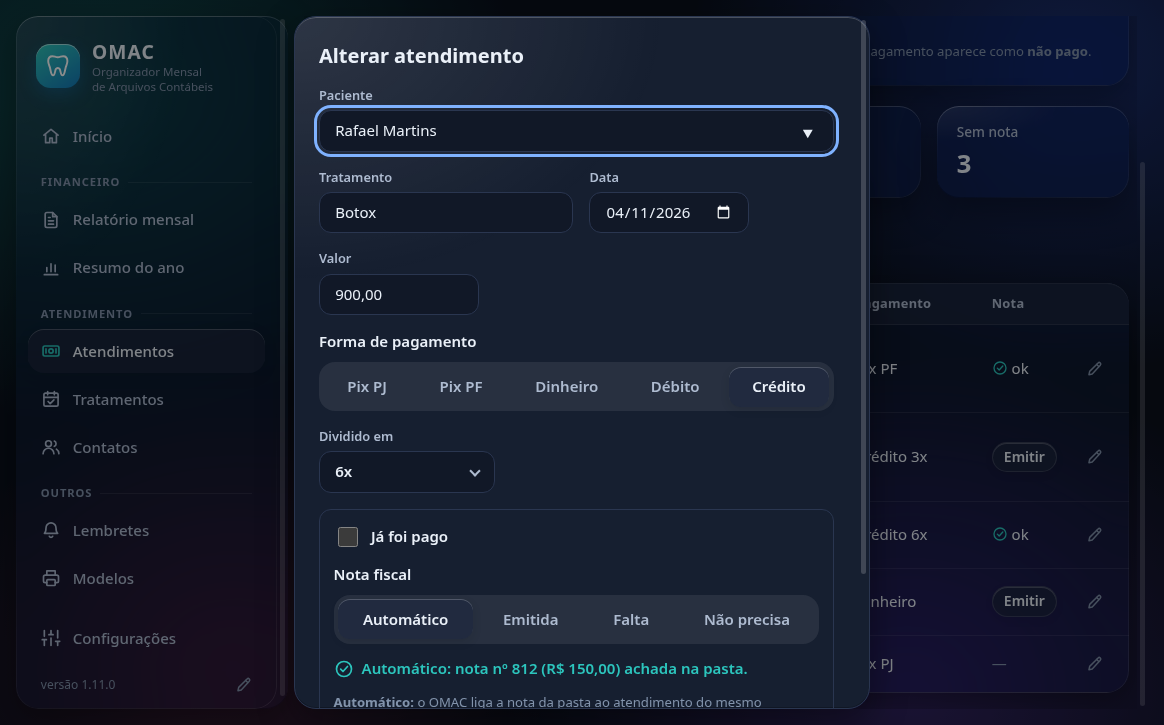 OMAC
Organizador Mensal
de Arquivos Contábeis
Início
FINANCEIRO
Relatório mensal
Resumo do ano
ATENDIMENTO
Atendimentos
Tratamentos
Contatos
OUTROS
Lembretes
Modelos
Configurações
versão 1.11.0
Alterar atendimento
Paciente
Rafael Martins
Tratamento
Data
Botox
04/11/2026
Valor
900,00
Forma de pagamento
Pix PJ
Pix PF
Dinheiro
Débito
Crédito
Dividido em
6x
Já foi pago
Nota fiscal
Automático
Emitida
Falta
Não precisa
Automático: nota nº 812 (R$ 150,00) achada na pasta.
Automático: o OMAC liga a nota da pasta ao atendimento do mesmo
agamento aparece como não pago.
Sem nota
3
agamento
Nota
x PF
ok
rédito 3x
Emitir
rédito 6x
ok
nheiro
Emitir
x PJ
—